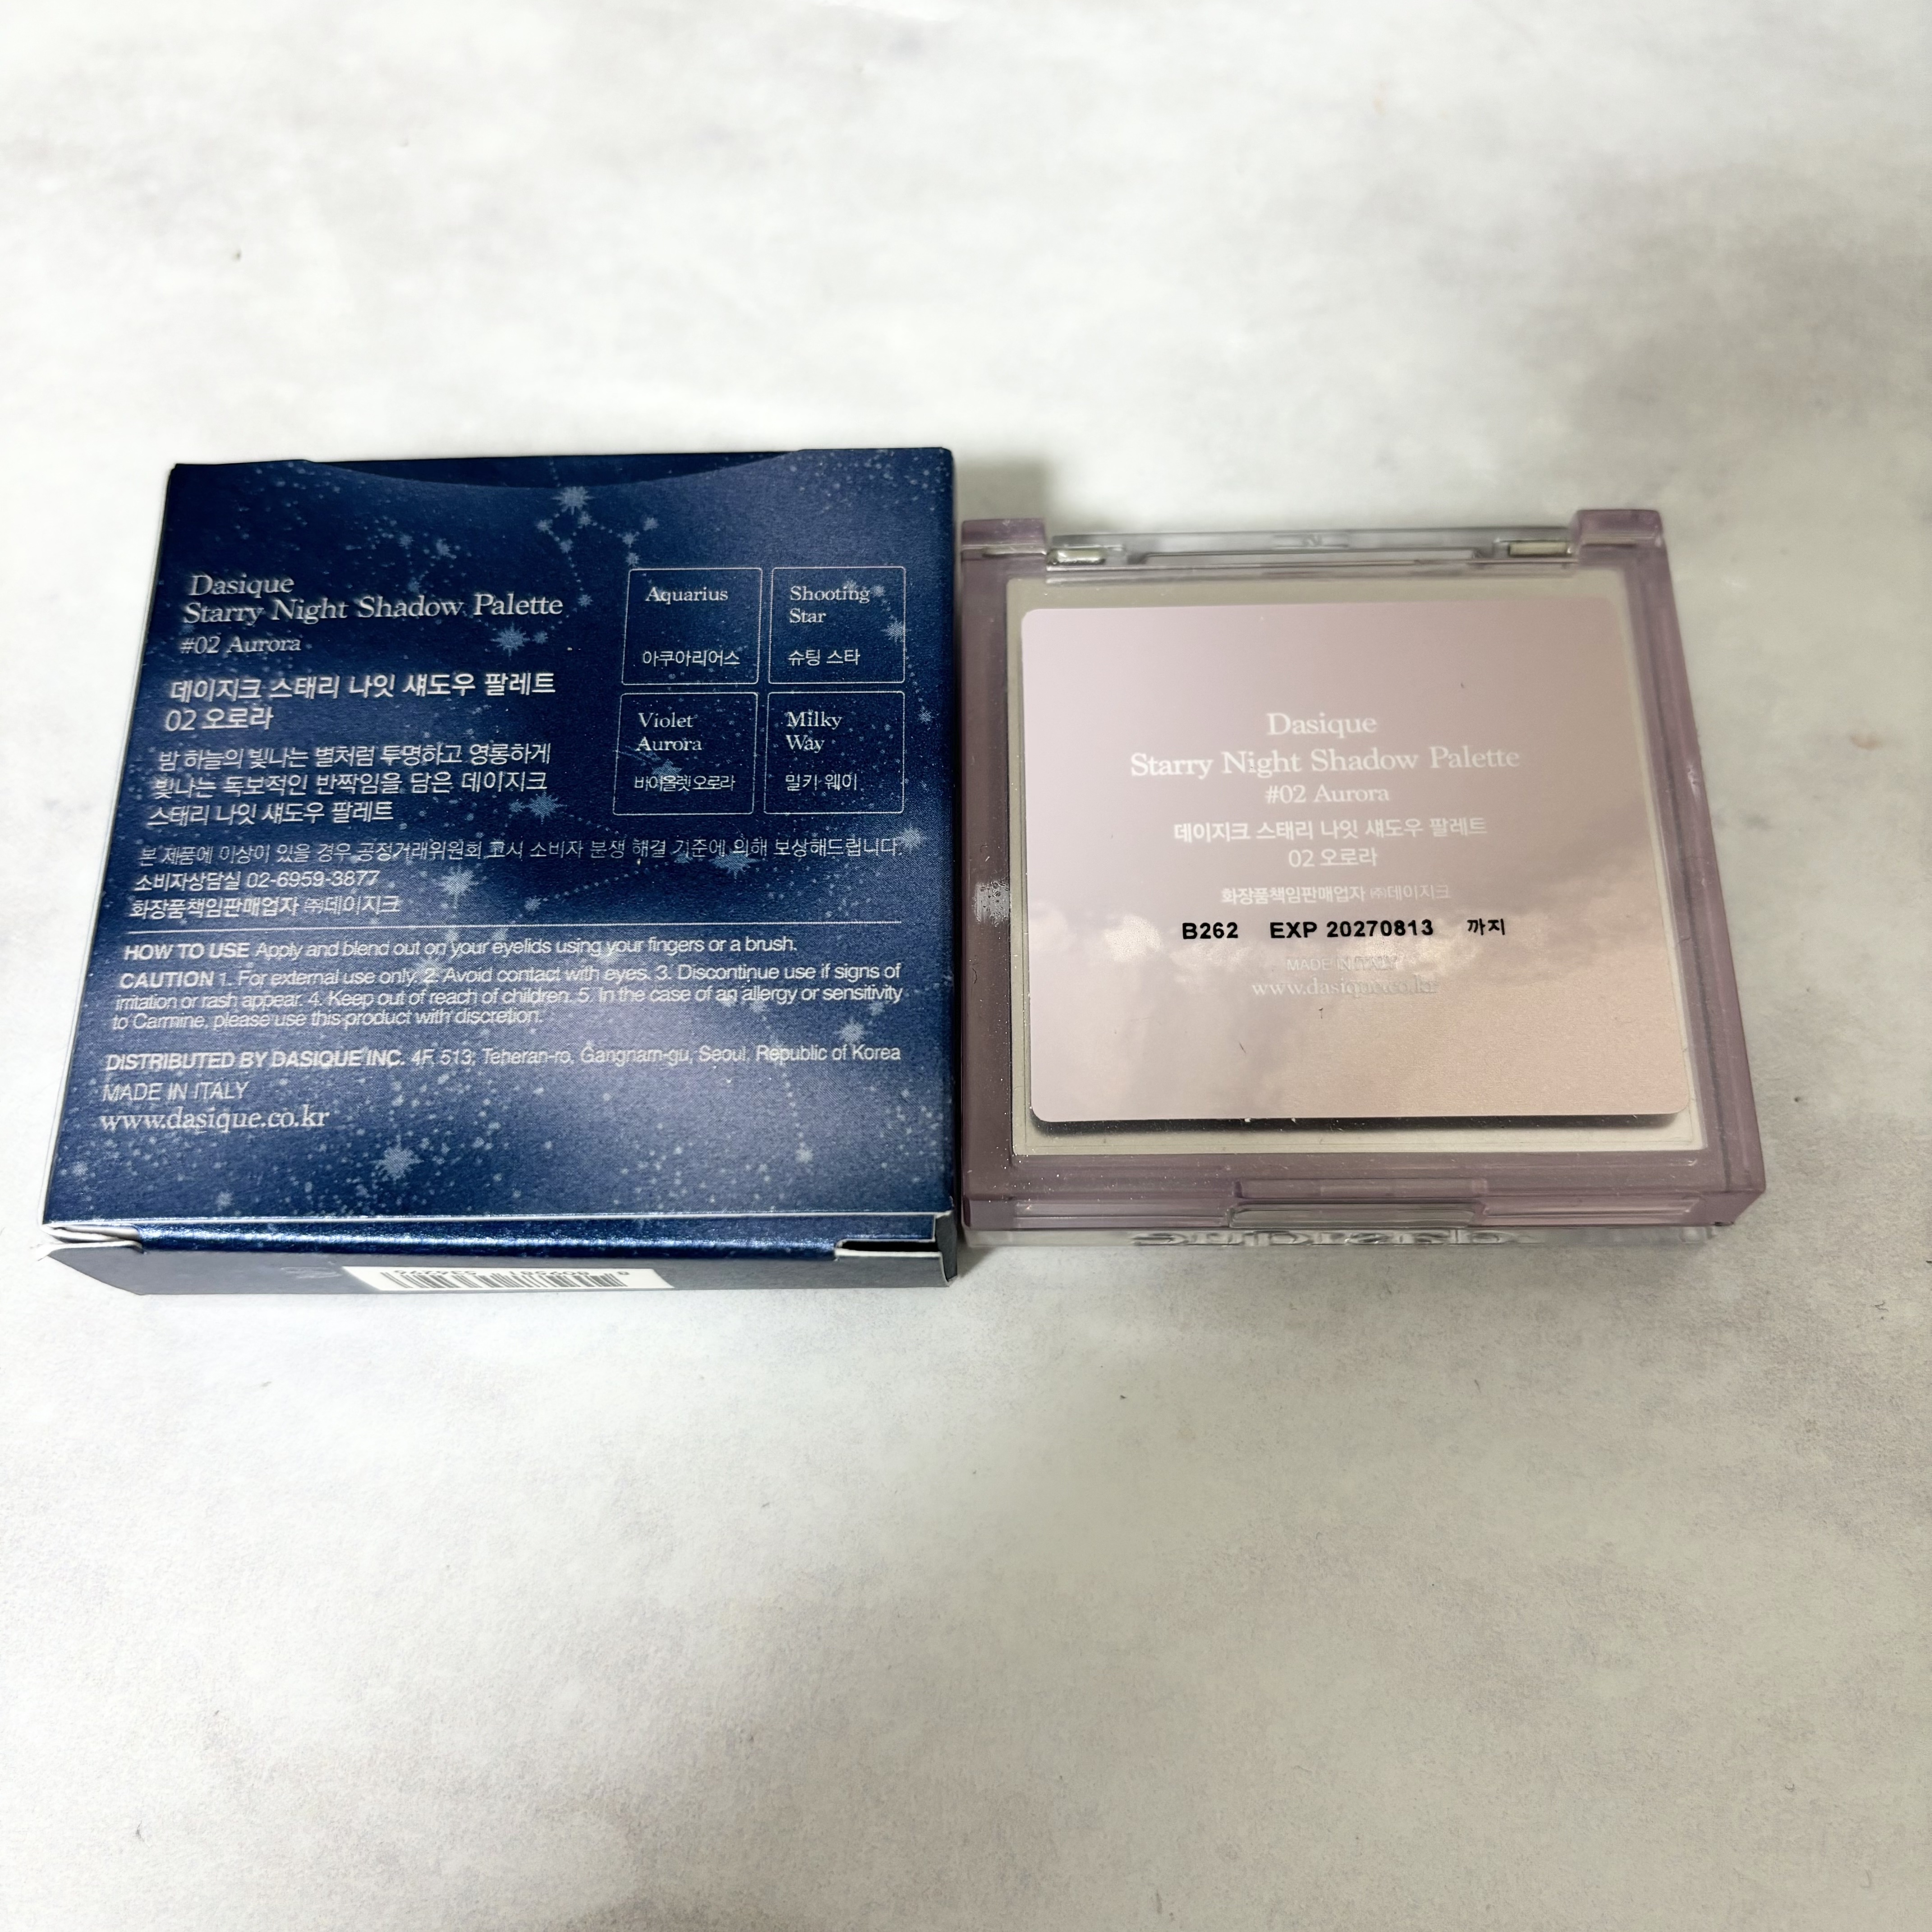 Dasique
Starry Night Shadow Palette
#02 Aurora
데이지크 스태리 나잇 섀도우 팔레트
02 오로라
밤 하늘의 빛나는 별처럼 투명하고 영롱하게
빛나는 독보적인 반짝임을 담은 데이지크
스태리 나잇 섀도우 팔레트
Aquarius
아쿠아리어스
Shooting
Star
슈팅 스타
Violet
Aurora
바이올렛 오로라
Milky
Way
밀키 웨이
본 제품에 이상이 있을 경우 공정거래위원회 고시 소비자 분쟁 해결 기준에 의해 보상해드립니다.
소비자상담실 02-6959-3877
화장품책임판매업자 ㈜데이지크
HOW TO USE Apply and blend out on your eyelids using your fingers or a brush.
CAUTION 1. For external use only. 2. Avoid contact with eyes. 3. Discontinue use if signs of
irritation or rash appear. 4. Keep out of reach of children. 5. In the case of an allergy or sensitivity
to Carmine, please use this product with discretion.
DISTRIBUTED BY DASIQUE INC. 4F, 513, Teheran-ro, Gangnam-gu, Seoul, Republic of Korea
MADE IN ITALY
www.dasique.co.kr
Dasique
Starry Night Shadow Palette
#02 Aurora
데이지크 스태리 나잇 섀도우 팔레트
02 오로라
화장품책임판매업자 ㈜데이지크
B262 EXP 20270813 까지
MADE IN ITALY
www.dasique.co.kr
dasique